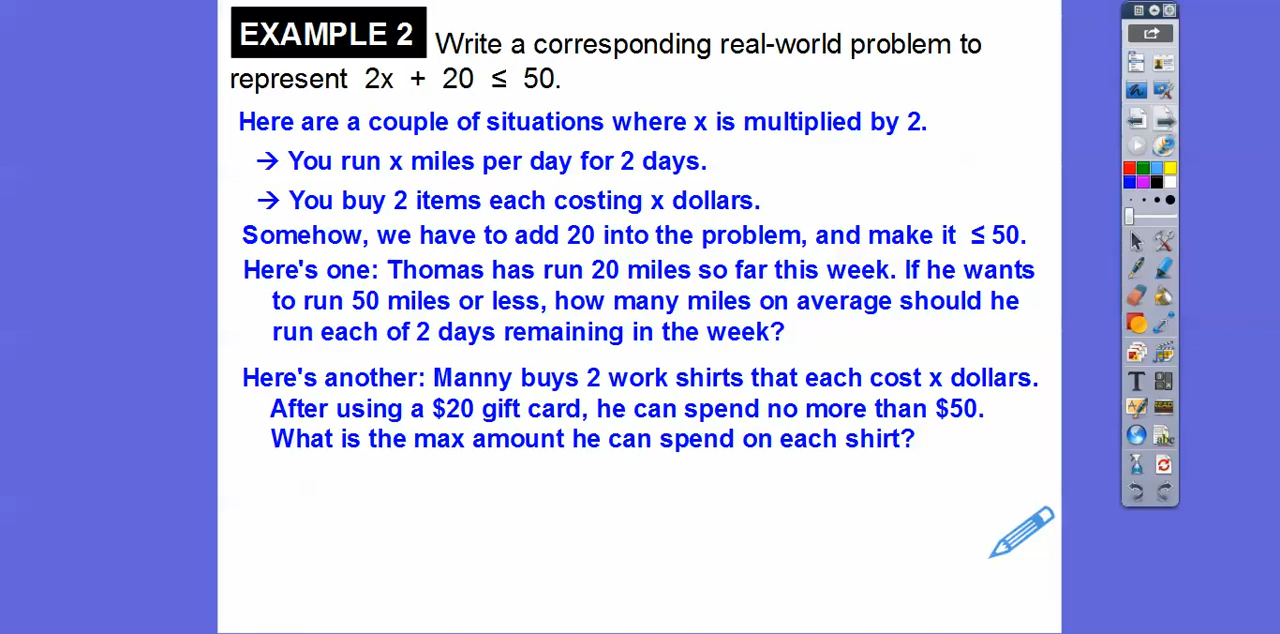 EXAMPLE 2 Write a corresponding real-world problem to
represent 2x + 20 ≤ 50.
Here are a couple of situations where x is multiplied by 2.
→ You run x miles per day for 2 days.
→ You buy 2 items each costing x dollars.
Somehow, we have to add 20 into the problem, and make it ≤ 50.
Here's one: Thomas has run 20 miles so far this week. If he wants
to run 50 miles or less, how many miles on average should he
run each of 2 days remaining in the week?
Here's another: Manny buys 2 work shirts that each cost x dollars.
After using a $20 gift card, he can spend no more than $50.
What is the max amount he can spend on each shirt?